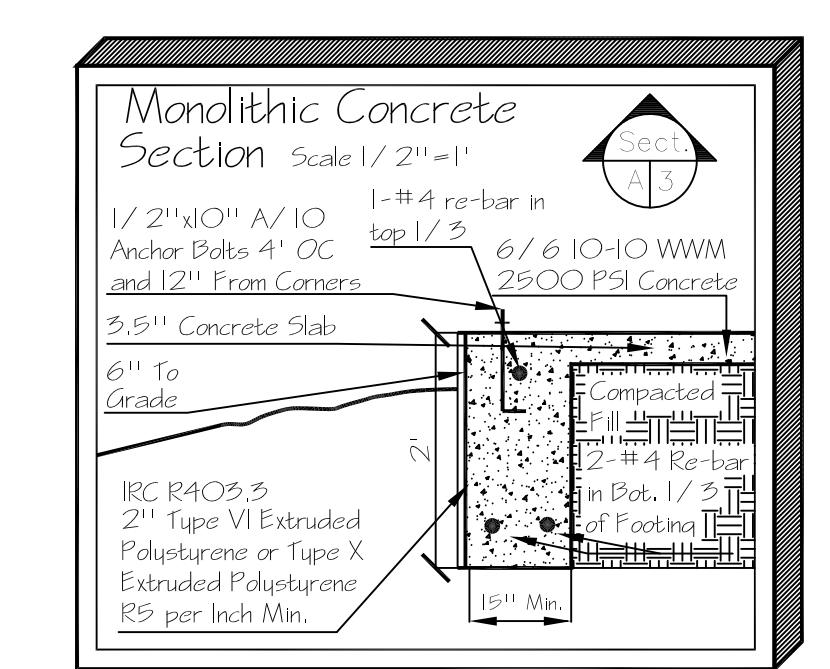 Monolithic Concrete
Section Scale 1/2"=1'
Sect.
A 3
1-#4 re-bar in
top 1/3
1/2"x10" A/10
Anchor Bolts 4' OC
and 12" From Corners
6/6 10-10 WWM
2500 PSI Concrete
3.5" Concrete Slab
6" To
Grade
Compacted
Fill
2'
2-#4 Re-bar
in Bot. 1/3
of Footing
IRC R403.3
2" Type VI Extruded
Polystyrene or Type X
Extruded Polystyrene
R5 per Inch Min.
15" Min.